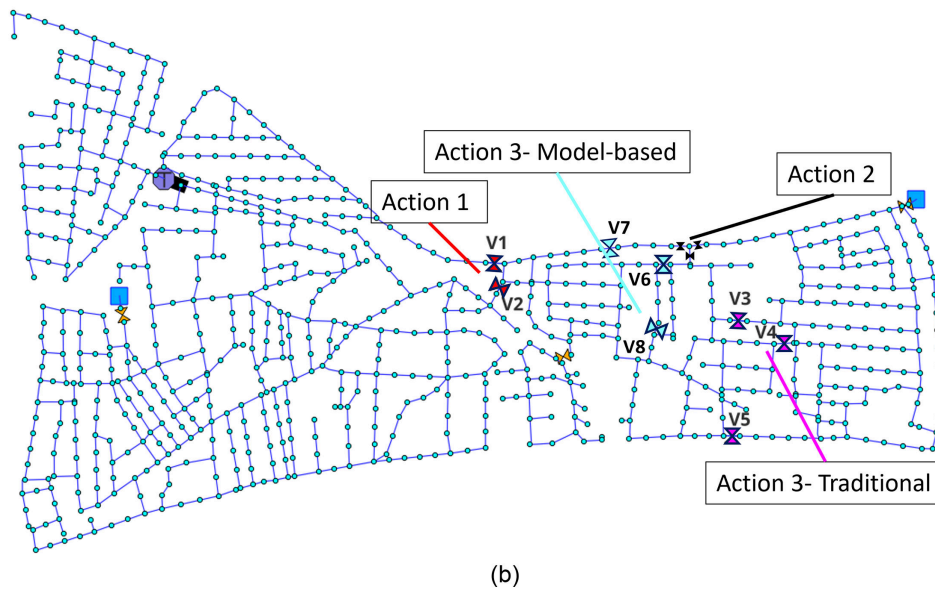 Action 3- Model-based
Action 2
T
Action 1
V7
V1
V6
V2
V3
V4
V8
V5
Action 3- Traditional
(b)